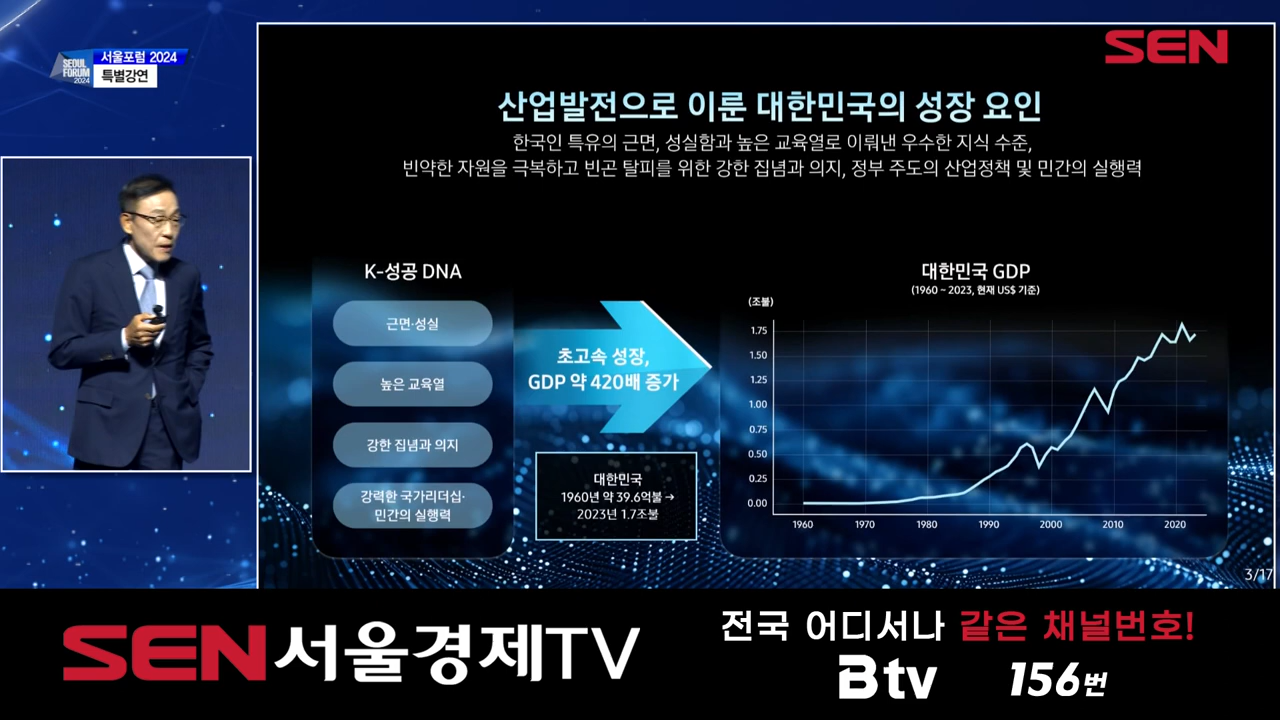 SEOUL
FORUM
2024
서울포럼 2024
특별강연
SEN
산업발전으로 이룬 대한민국의 성장 요인
한국인 특유의 근면, 성실함과 높은 교육열로 이뤄낸 우수한 지식 수준,
빈약한 자원을 극복하고 빈곤 탈피를 위한 강한 집념과 의지, 정부 주도의 산업정책 및 민간의 실행력
K-성공 DNA
근면·성실
높은 교육열
강한 집념과 의지
강력한 국가리더십·
민간의 실행력
초고속 성장,
GDP 약 420배 증가
대한민국
1960년 약 39.6억불 →
2023년 1.7조불
대한민국 GDP
(1960 ~ 2023, 현재 US$ 기준)
(조불)
1.75
1.50
1.25
1.00
0.75
0.50
0.25
0.00
1960 1970 1980 1990 2000 2010 2020
3/17
SEN서울경제TV
전국 어디서나 같은 채널번호!
B tv 156번